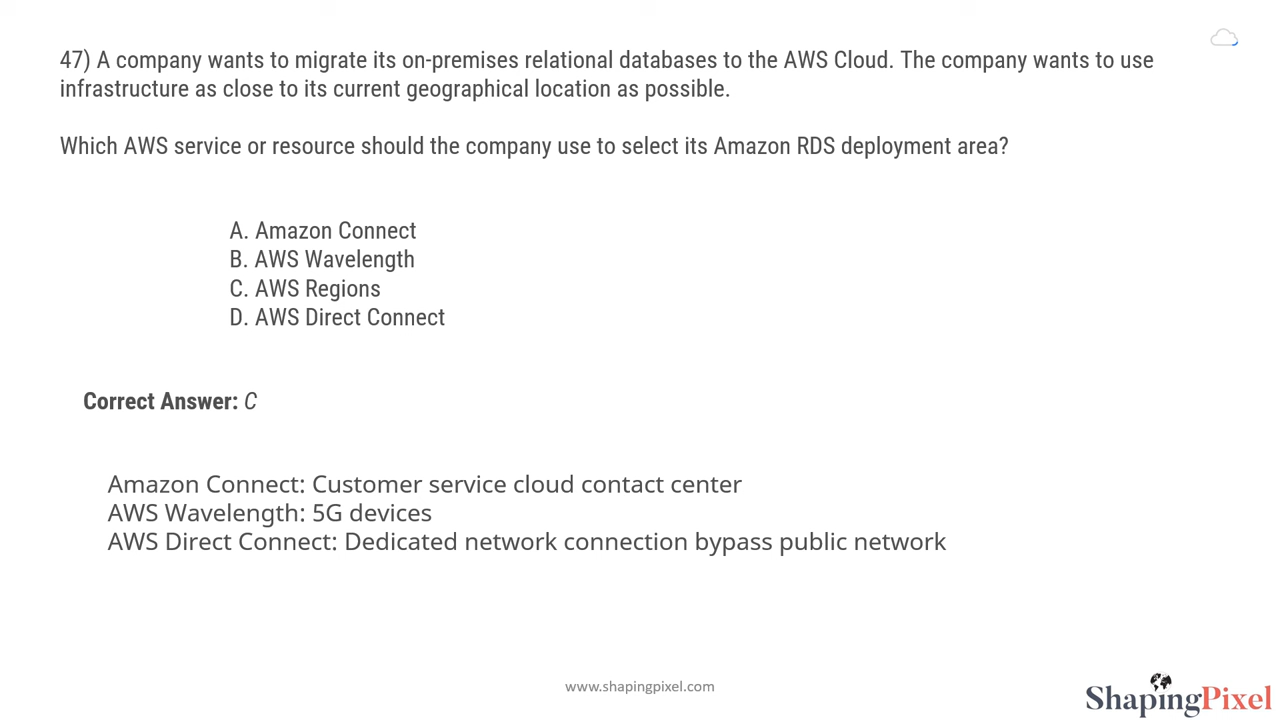 47) A company wants to migrate its on-premises relational databases to the AWS Cloud. The company wants to use
infrastructure as close to its current geographical location as possible.
Which AWS service or resource should the company use to select its Amazon RDS deployment area?
A. Amazon Connect
B. AWS Wavelength
C. AWS Regions
D. AWS Direct Connect
Correct Answer: C
Amazon Connect: Customer service cloud contact center
AWS Wavelength: 5G devices
AWS Direct Connect: Dedicated network connection bypass public network
www.shapingpixel.com
ShapingPixel